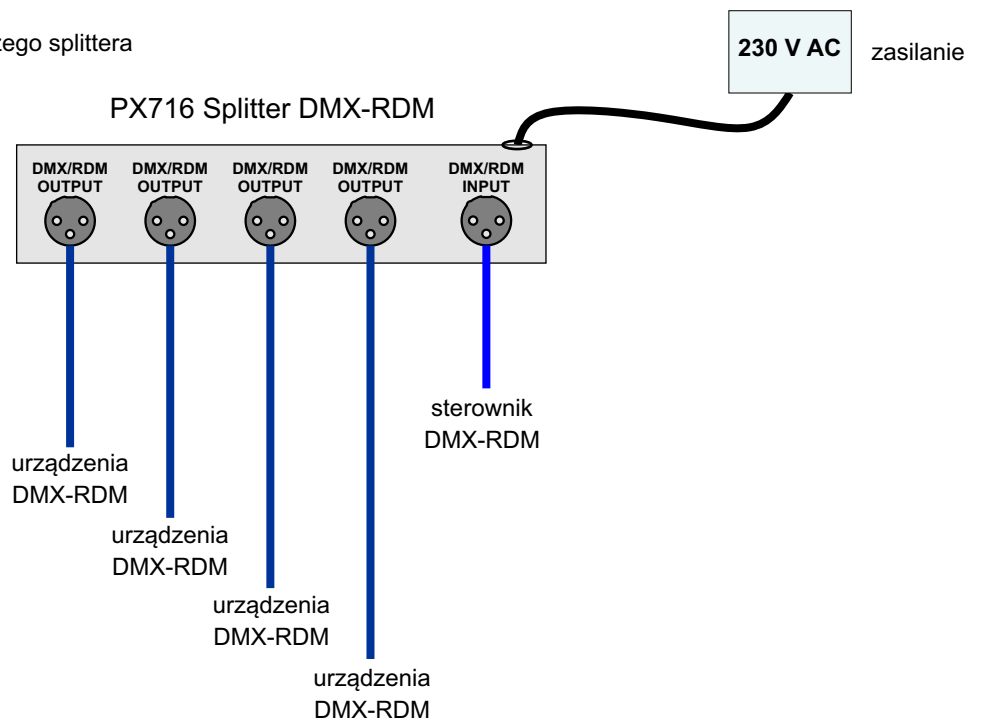 splittera
230 V AC
zasilanie
PX716 Splitter DMX-RDM
DMX/RDM
OUTPUT
DMX/RDM
OUTPUT
DMX/RDM
OUTPUT
DMX/RDM
OUTPUT
DMX/RDM
INPUT
sterownik
DMX-RDM
urządzenia
DMX-RDM
urządzenia
DMX-RDM
urządzenia
DMX-RDM
urządzenia
DMX-RDM